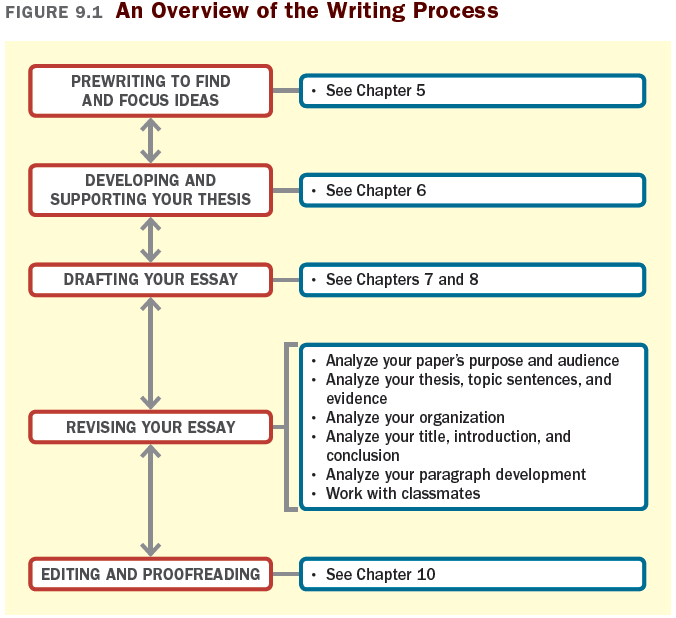 FIGURE 9.1 An Overview of the Writing Process
PREWRITING TO FIND
AND FOCUS IDEAS
• See Chapter 5
DEVELOPING AND
SUPPORTING YOUR THESIS
• See Chapter 6
DRAFTING YOUR ESSAY
• See Chapters 7 and 8
REVISING YOUR ESSAY
• Analyze your paper's purpose and audience
• Analyze your thesis, topic sentences, and
evidence
• Analyze your organization
• Analyze your title, introduction, and
conclusion
• Analyze your paragraph development
• Work with classmates
EDITING AND PROOFREADING
• See Chapter 10